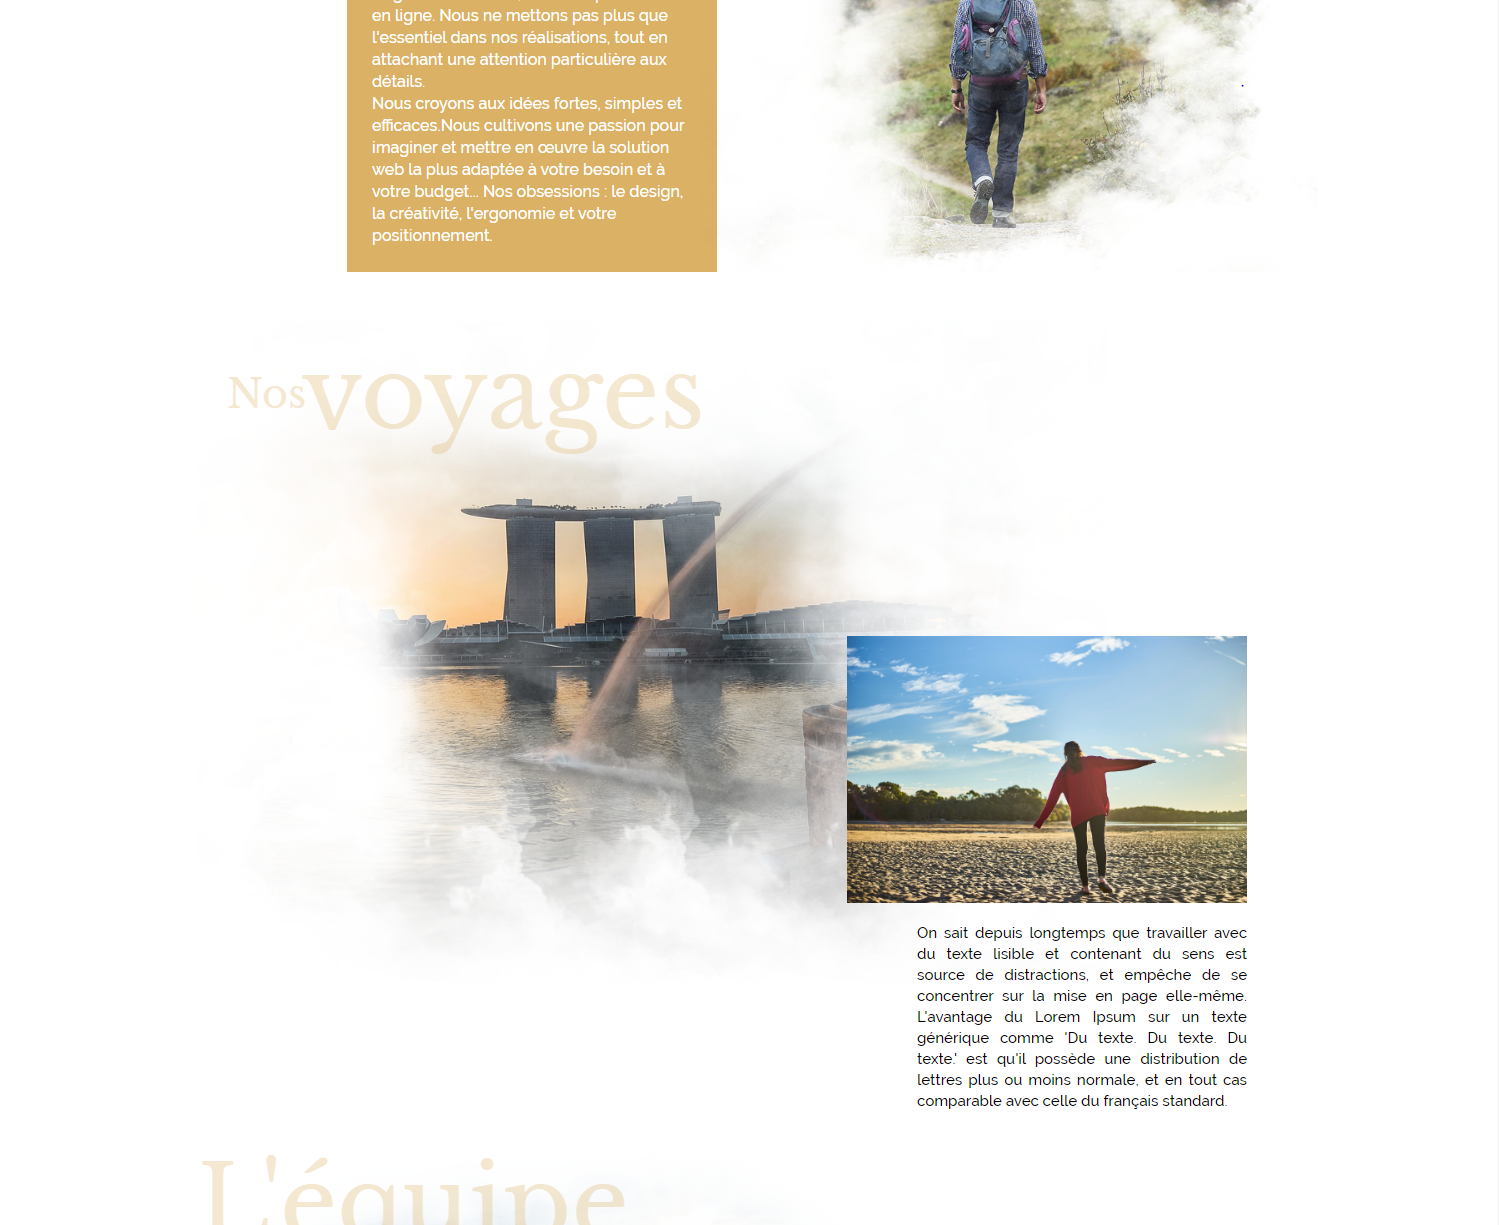 en ligne. Nous ne mettons pas plus que
l'essentiel dans nos réalisations, tout en
attachant une attention particulière aux
détails.
Nous croyons aux idées fortes, simples et
efficaces.Nous cultivons une passion pour
imaginer et mettre en œuvre la solution
web la plus adaptée à votre besoin et à
votre budget... Nos obsessions : le design,
la créativité, l'ergonomie et votre
positionnement.
Nos voyages
On sait depuis longtemps que travailler avec
du texte lisible et contenant du sens est
source de distractions, et empêche de se
concentrer sur la mise en page elle-même.
L'avantage du Lorem Ipsum sur un texte
générique comme 'Du texte. Du texte. Du
texte.' est qu'il possède une distribution de
lettres plus ou moins normale, et en tout cas
comparable avec celle du français standard.
L'équipe